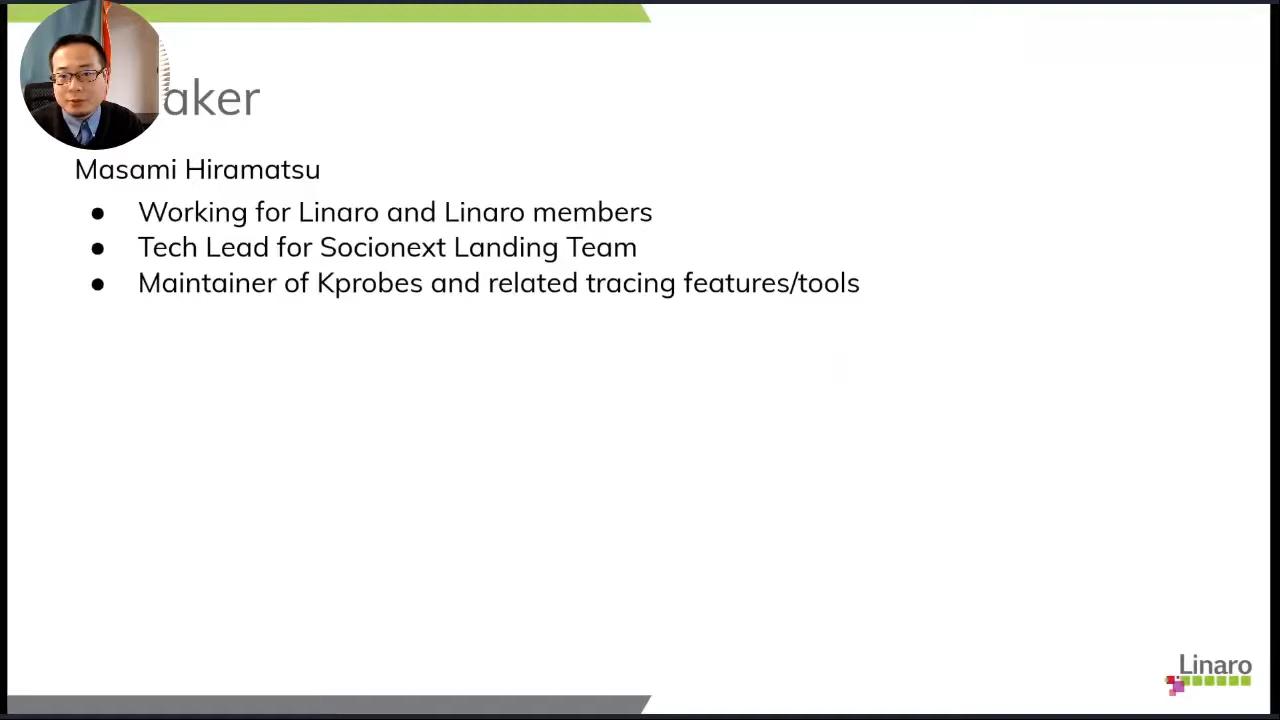 aker
Masami Hiramatsu
● Working for Linaro and Linaro members
● Tech Lead for Socionext Landing Team
● Maintainer of Kprobes and related tracing features/tools
Linaro